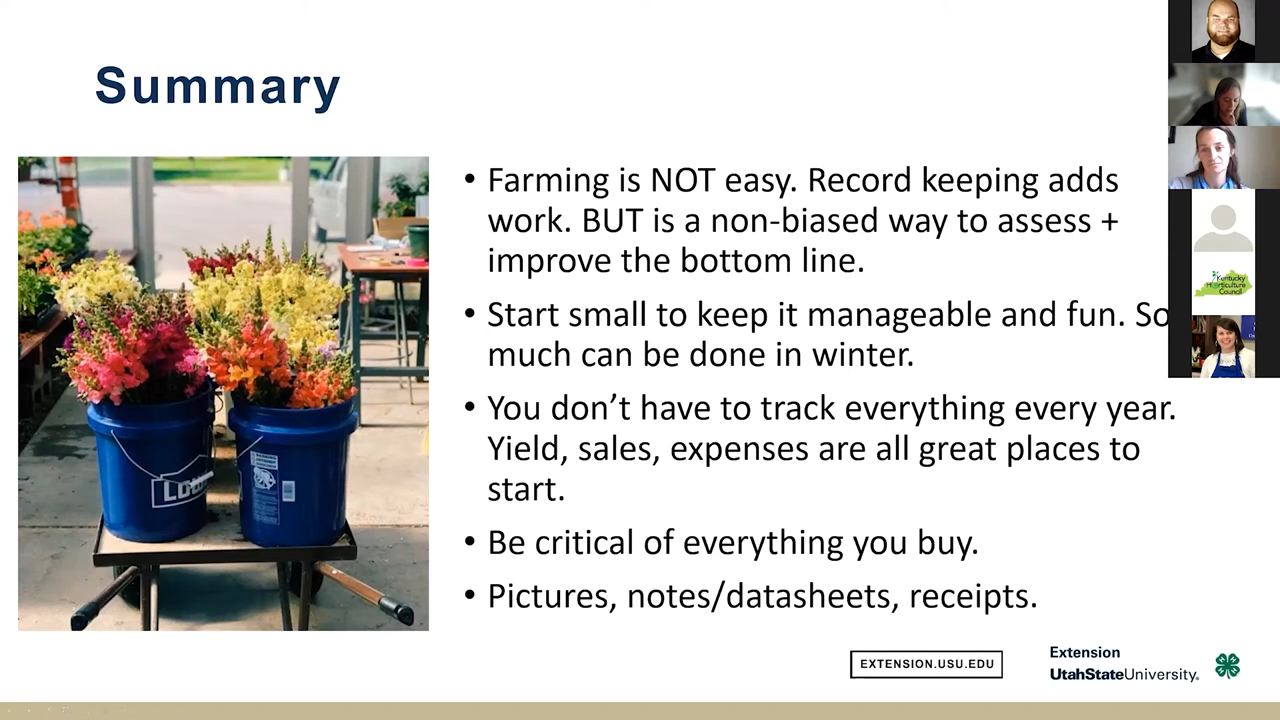 Summary
• Farming is NOT easy. Record keeping adds
work. BUT is a non-biased way to assess +
improve the bottom line.
• Start small to keep it manageable and fun. So
much can be done in winter.
• You don’t have to track everything every year.
Yield, sales, expenses are all great places to
start.
• Be critical of everything you buy.
• Pictures, notes/datasheets, receipts.
EXTENSION.USU.EDU
Extension
UtahStateUniversity
Kentucky
Horticulture
Council